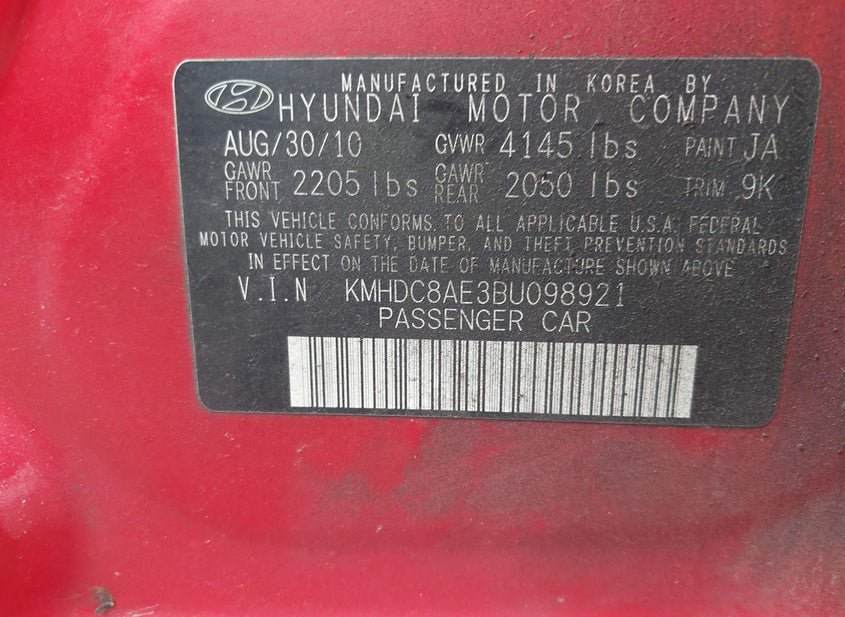 MANUFACTURED IN KOREA BY
HYUNDAI MOTOR COMPANY
AUG/30/10 GVWR 4145 lbs PAINT JA
GAWR FRONT 2205 lbs GAWR REAR 2050 lbs TRIM 9K
THIS VEHICLE CONFORMS TO ALL APPLICABLE U.S.A. FEDERAL
MOTOR VEHICLE SAFETY, BUMPER, AND THEFT PREVENTION STANDARDS
IN EFFECT ON THE DATE OF MANUFACTURE SHOWN ABOVE
V.I.N KMHDC8AE3BU098921
PASSENGER CAR